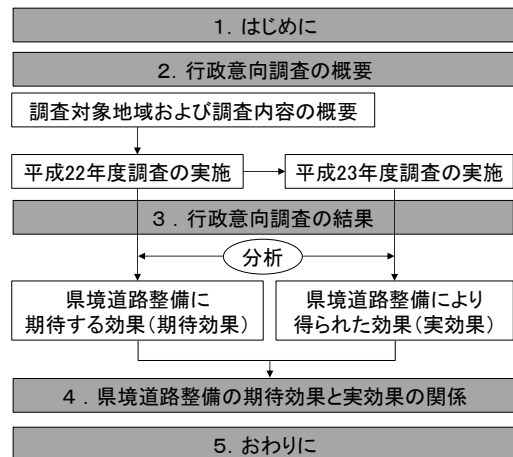 １．はじめに
２．行政意向調査の概要
調査対象地域および調査内容の概要
平成22年度調査の実施
平成23年度調査の実施
３．行政意向調査の結果
分析
県境道路整備に
期待する効果（期待効果）
県境道路整備により
得られた効果（実効果）
４．県境道路整備の期待効果と実効果の関係
５．おわりに